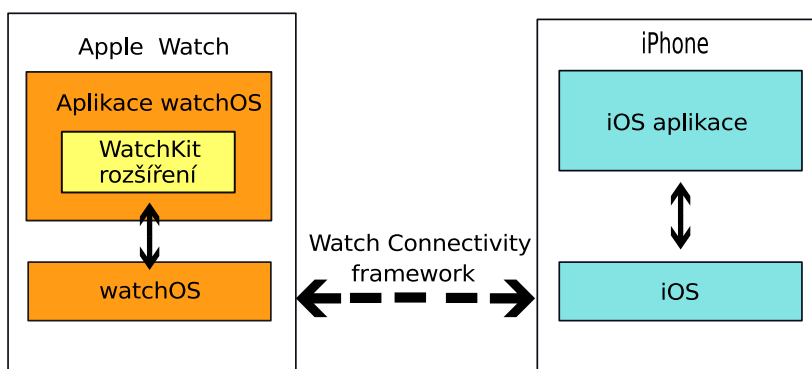 Apple Watch
Aplikace watchOS
WatchKit
rozšíření
watchOS
Watch Connectivity
framework
iPhone
iOS aplikace
iOS